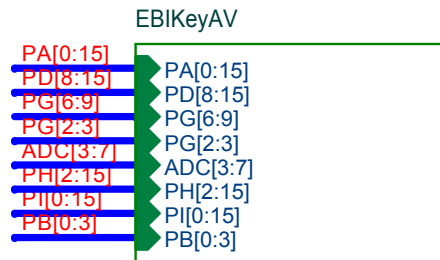 EBIKeyAV
PA[0:15] PA[0:15]
PD[8:15] PD[8:15]
PG[6:9] PG[6:9]
PG[2:3] PG[2:3]
ADC[3:7] ADC[3:7]
PH[2:15] PH[2:15]
PI[0:15] PI[0:15]
PB[0:3] PB[0:3]